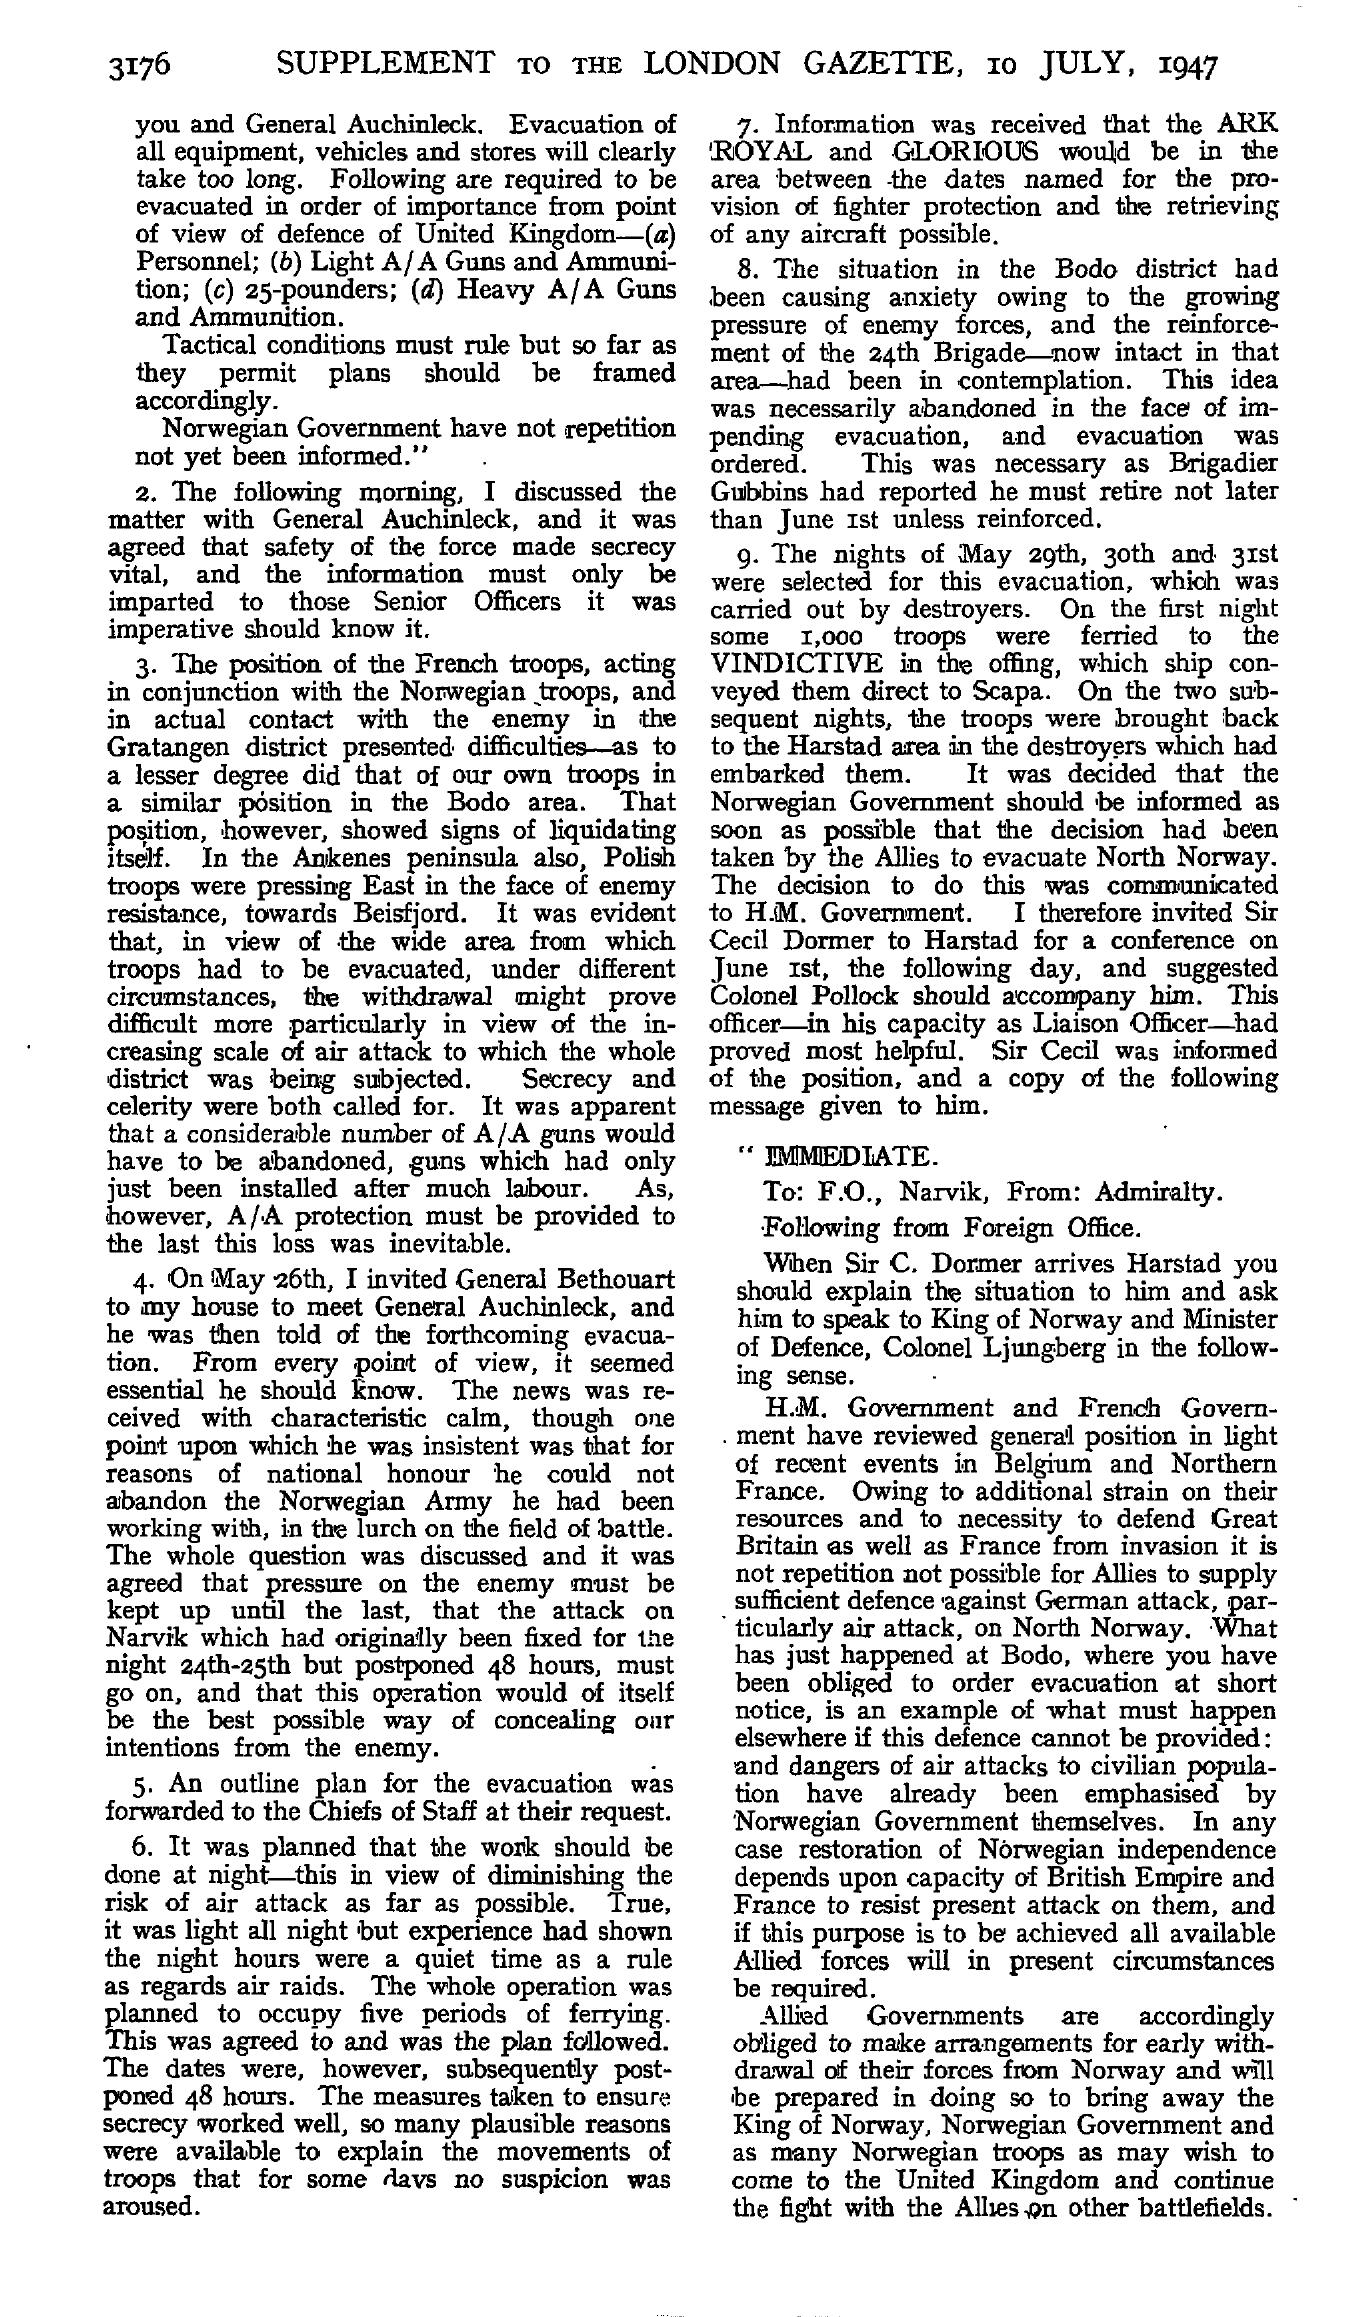 3176 SUPPLEMENT TO THE LONDON GAZETTE, 10 JULY, 1947
you and General Auchinleck. Evacuation of
all equipment, vehicles and stores will clearly
take too long. Following are required to be
evacuated in order of importance from point
of view of defence of United Kingdom—(a)
Personnel; (b) Light A/A Guns and Ammuni-
tion; (c) 25-pounders; (d) Heavy A/A Guns
and Ammunition.
Tactical conditions must rule but so far as
they permit plans should be framed
accordingly.
Norwegian Government have not repetition
not yet been informed."
2. The following morning, I discussed the
matter with General Auchinleck, and it was
agreed that safety of the force made secrecy
vital, and the information must only be
imparted to those Senior Officers it was
imperative should know it.
3. The position of the French troops, acting
in conjunction with the Norwegian troops, and
in actual contact with the enemy in the
Gratangen district presented difficulties—as to
a lesser degree did that of our own troops in
a similar position in the Bodo area. That
position, however, showed signs of liquidating
itself. In the Ankenes peninsula also, Polish
troops were pressing East in the face of enemy
resistance, towards Beisfjord. It was evident
that, in view of the wide area from which
troops had to be evacuated, under different
circumstances, the withdrawal might prove
difficult more particularly in view of the in-
creasing scale of air attack to which the whole
district was being subjected. Secrecy and
celerity were both called for. It was apparent
that a considerable number of A/A guns would
have to be abandoned, guns which had only
just been installed after much labour. As,
however, A/A protection must be provided to
the last this loss was inevitable.
4. On May 26th, I invited General Bethouart
to my house to meet General Auchinleck, and
he was then told of the forthcoming evacua-
tion. From every point of view, it seemed
essential he should know. The news was re-
ceived with characteristic calm, though one
point upon which he was insistent was that for
reasons of national honour he could not
abandon the Norwegian Army he had been
working with, in the lurch on the field of battle.
The whole question was discussed and it was
agreed that pressure on the enemy must be
kept up until the last, that the attack on
Narvik which had originally been fixed for the
night 24th-25th but postponed 48 hours, must
go on, and that this operation would of itself
be the best possible way of concealing our
intentions from the enemy.
5. An outline plan for the evacuation was
forwarded to the Chiefs of Staff at their request.
6. It was planned that the work should be
done at night—this in view of diminishing the
risk of air attack as far as possible. True,
it was light all night but experience had shown
the night hours were a quiet time as a rule
as regards air raids. The whole operation was
planned to occupy five periods of ferrying.
This was agreed to and was the plan followed.
The dates were, however, subsequently post-
poned 48 hours. The measures taken to ensure
secrecy worked well, so many plausible reasons
were available to explain the movements of
troops that for some days no suspicion was
aroused.
7. Information was received that the ARK
ROYAL and GLORIOUS would be in the
area between the dates named for the pro-
vision of fighter protection and the retrieving
of any aircraft possible.
8. The situation in the Bodo district had
been causing anxiety owing to the growing
pressure of enemy forces, and the reinforce-
ment of the 24th Brigade—now intact in that
area—had been in contemplation. This idea
was necessarily abandoned in the face of im-
pending evacuation, and evacuation was
ordered. This was necessary as Brigadier
Gubbins had reported he must retire not later
than June 1st unless reinforced.
9. The nights of May 29th, 30th and 31st
were selected for this evacuation, which was
carried out by destroyers. On the first night
some 1,000 troops were ferried to the
VINDICTIVE in the offing, which ship con-
veyed them direct to Scapa. On the two sub-
sequent nights, the troops were brought back
to the Harstad area in the destroyers which had
embarked them. It was decided that the
Norwegian Government should be informed as
soon as possible that the decision had been
taken by the Allies to evacuate North Norway.
The decision to do this was communicated
to H.M. Government. I therefore invited Sir
Cecil Dormer to Harstad for a conference on
June 1st, the following day, and suggested
Colonel Pollock should accompany him. This
officer—in his capacity as Liaison Officer—had
proved most helpful. Sir Cecil was informed
of the position, and a copy of the following
message given to him.
" IMMEDIATE.
To: F.O., Narvik, From: Admiralty.
Following from Foreign Office.
When Sir C. Dormer arrives Harstad you
should explain the situation to him and ask
him to speak to King of Norway and Minister
of Defence, Colonel Ljungberg in the follow-
ing sense.
H.M. Government and French Govern-
ment have reviewed general position in light
of recent events in Belgium and Northern
France. Owing to additional strain on their
resources and to necessity to defend Great
Britain as well as France from invasion it is
not repetition not possible for Allies to supply
sufficient defence against German attack, par-
ticularly air attack, on North Norway. What
has just happened at Bodo, where you have
been obliged to order evacuation at short
notice, is an example of what must happen
elsewhere if this defence cannot be provided:
and dangers of air attacks to civilian popula-
tion have already been emphasised by
Norwegian Government themselves. In any
case restoration of Norwegian independence
depends upon capacity of British Empire and
France to resist present attack on them, and
if this purpose is to be achieved all available
Allied forces will in present circumstances
be required.
Allied Governments are accordingly
obliged to make arrangements for early with-
drawal of their forces from Norway and will
be prepared in doing so to bring away the
King of Norway, Norwegian Government and
as many Norwegian troops as may wish to
come to the United Kingdom and continue
the fight with the Allies on other battlefields.